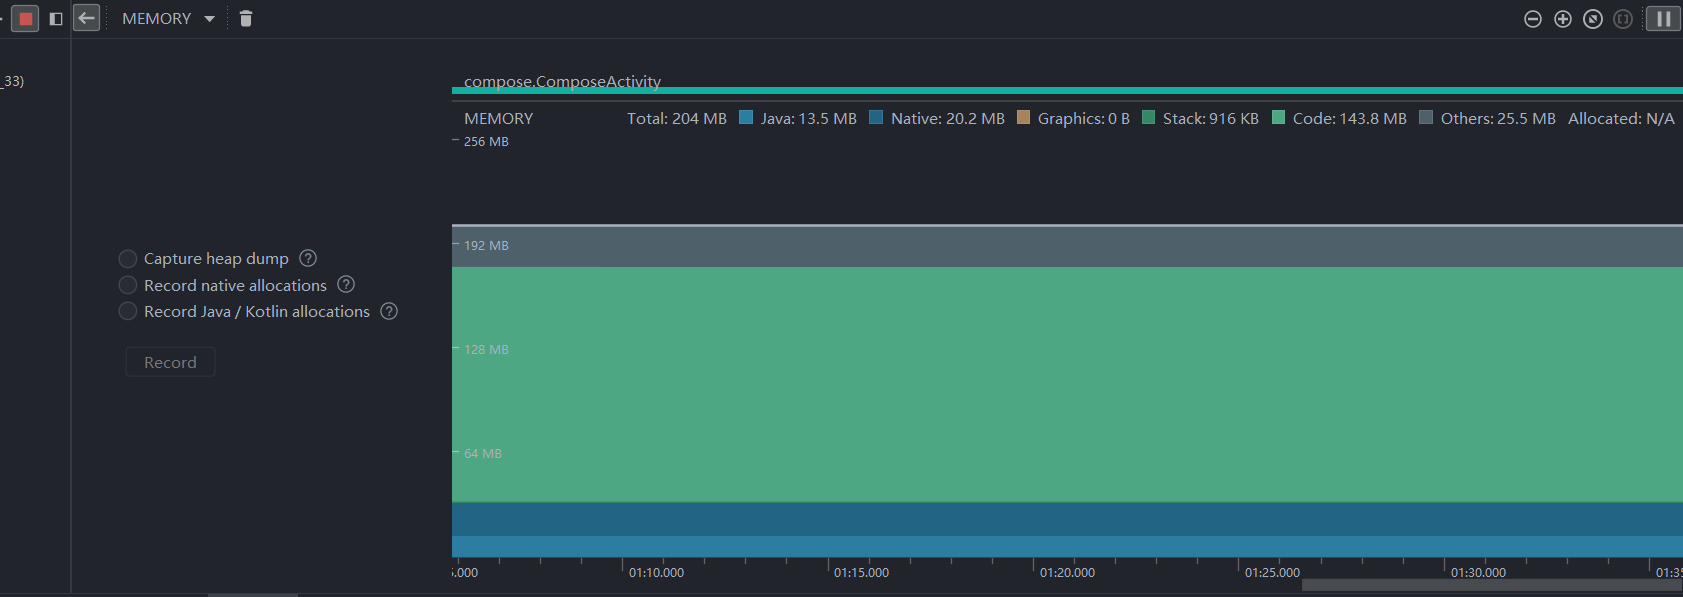 MEMORY
_33)
compose.ComposeActivity
MEMORY Total: 204 MB Java: 13.5 MB Native: 20.2 MB Graphics: 0 B Stack: 916 KB Code: 143.8 MB Others: 25.5 MB Allocated: N/A
256 MB
192 MB
Capture heap dump ?
Record native allocations ?
Record Java / Kotlin allocations ?
128 MB
Record
64 MB
5.000 01:10.000 01:15.000 01:20.000 01:25.000 01:30.000 01:35